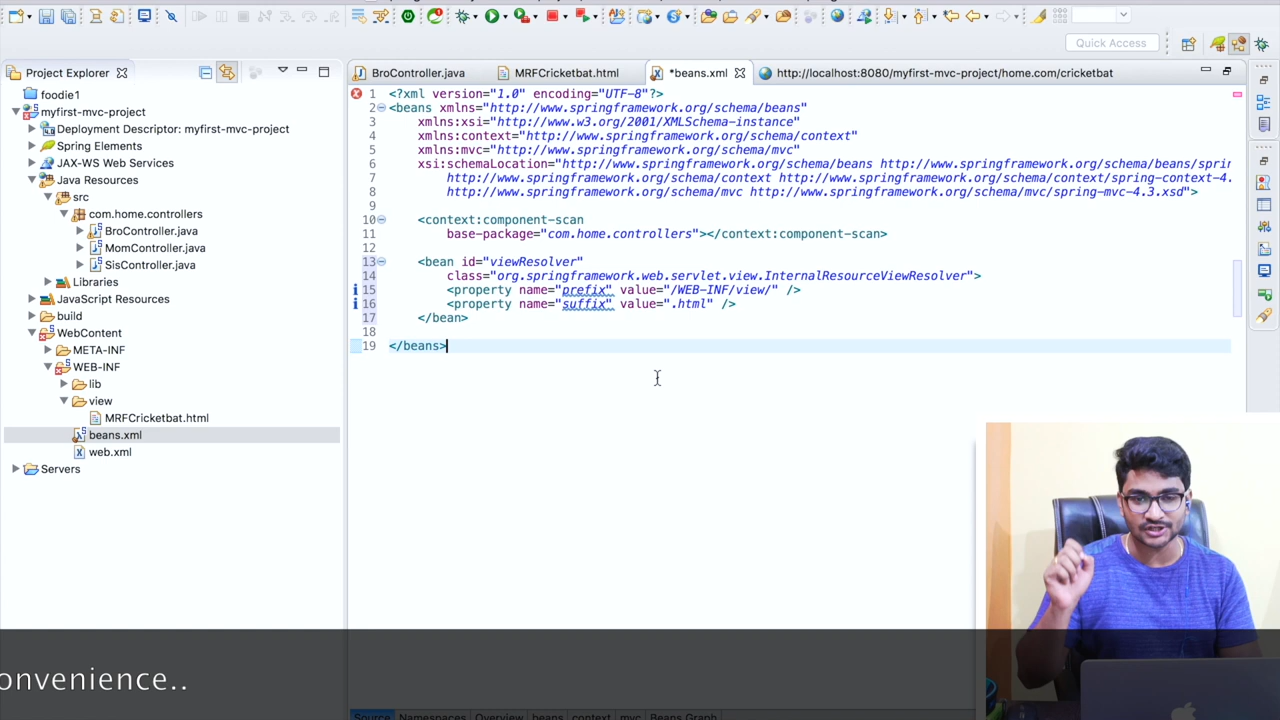 Quick Access
Project Explorer
BroController.java
MRFCricketbat.html
*beans.xml
http://localhost:8080/myfirst-mvc-project/home.com/cricketbat
foodie1
myfirst-mvc-project
Deployment Descriptor: myfirst-mvc-project
Spring Elements
JAX-WS Web Services
Java Resources
src
com.home.controllers
BroController.java
MomController.java
SisController.java
Libraries
JavaScript Resources
build
WebContent
META-INF
WEB-INF
lib
view
MRFCricketbat.html
beans.xml
web.xml
Servers
1 <?xml version="1.0" encoding="UTF-8"?>
2 <beans xmlns="http://www.springframework.org/schema/beans"
3 xmlns:xsi="http://www.w3.org/2001/XMLSchema-instance"
4 xmlns:context="http://www.springframework.org/schema/context"
5 xmlns:mvc="http://www.springframework.org/schema/mvc"
6 xsi:schemaLocation="http://www.springframework.org/schema/beans http://www.springframework.org/schema/beans/sprin
7 http://www.springframework.org/schema/context http://www.springframework.org/schema/context/spring-context-4.
8 http://www.springframework.org/schema/mvc http://www.springframework.org/schema/mvc/spring-mvc-4.3.xsd">
9
10 <context:component-scan
11 base-package="com.home.controllers"></context:component-scan>
12
13 <bean id="viewResolver"
14 class="org.springframework.web.servlet.view.InternalResourceViewResolver">
15 <property name="prefix" value="/WEB-INF/view/" />
16 <property name="suffix" value=".html" />
17 </bean>
18
19 </beans>
onvenience..
Source Namespaces Overview beans context mvc Beans Graph